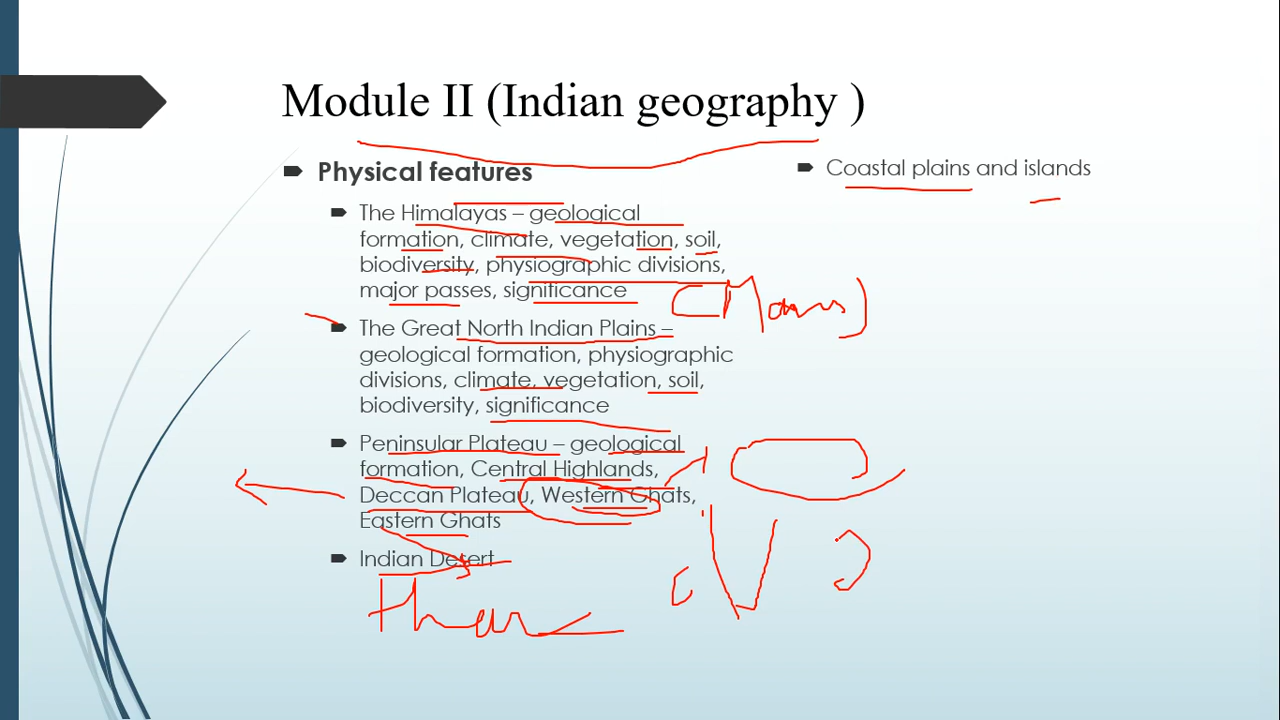 Module II (Indian geography )
Physical features
The Himalayas – geological
formation, climate, vegetation, soil,
biodiversity, physiographic divisions,
major passes, significance
(Mains)
The Great North Indian Plains –
geological formation, physiographic
divisions, climate, vegetation, soil,
biodiversity, significance
Peninsular Plateau – geological
formation, Central Highlands,
Deccan Plateau, Western Ghats,
Eastern Ghats
Indian Desert
thar
Coastal plains and islands